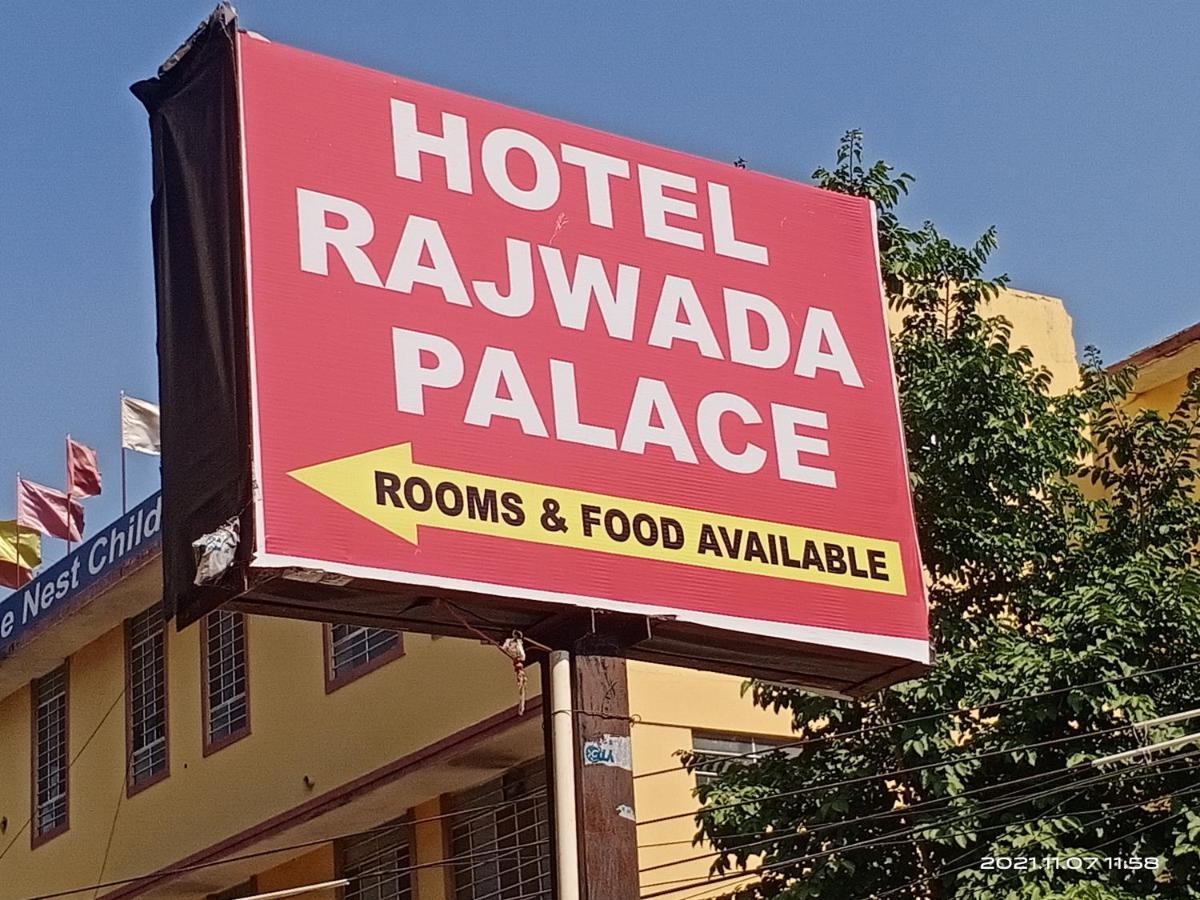 HOTEL
RAJWADA
PALACE
ROOMS & FOOD AVAILABLE
e Nest Child
2021.11.07 11:58